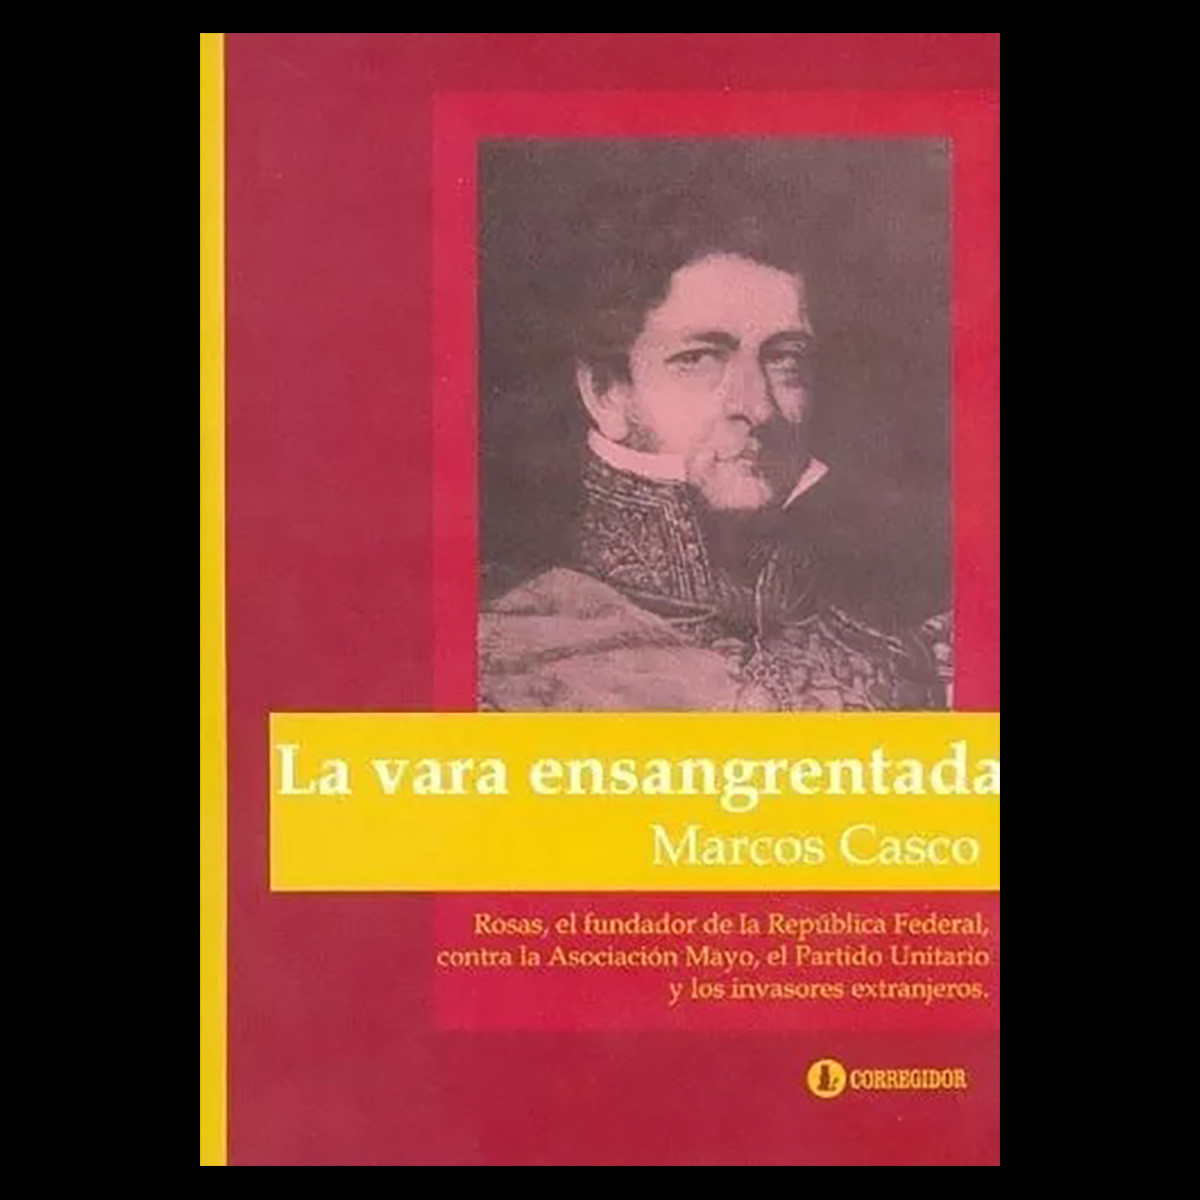 La vara ensangrentada
Marcos Casco
Rosas, el fundador de la República Federal,
contra la Asociación Mayo, el Partido Unitario
y los invasores extranjeros.
CORREGIDOR